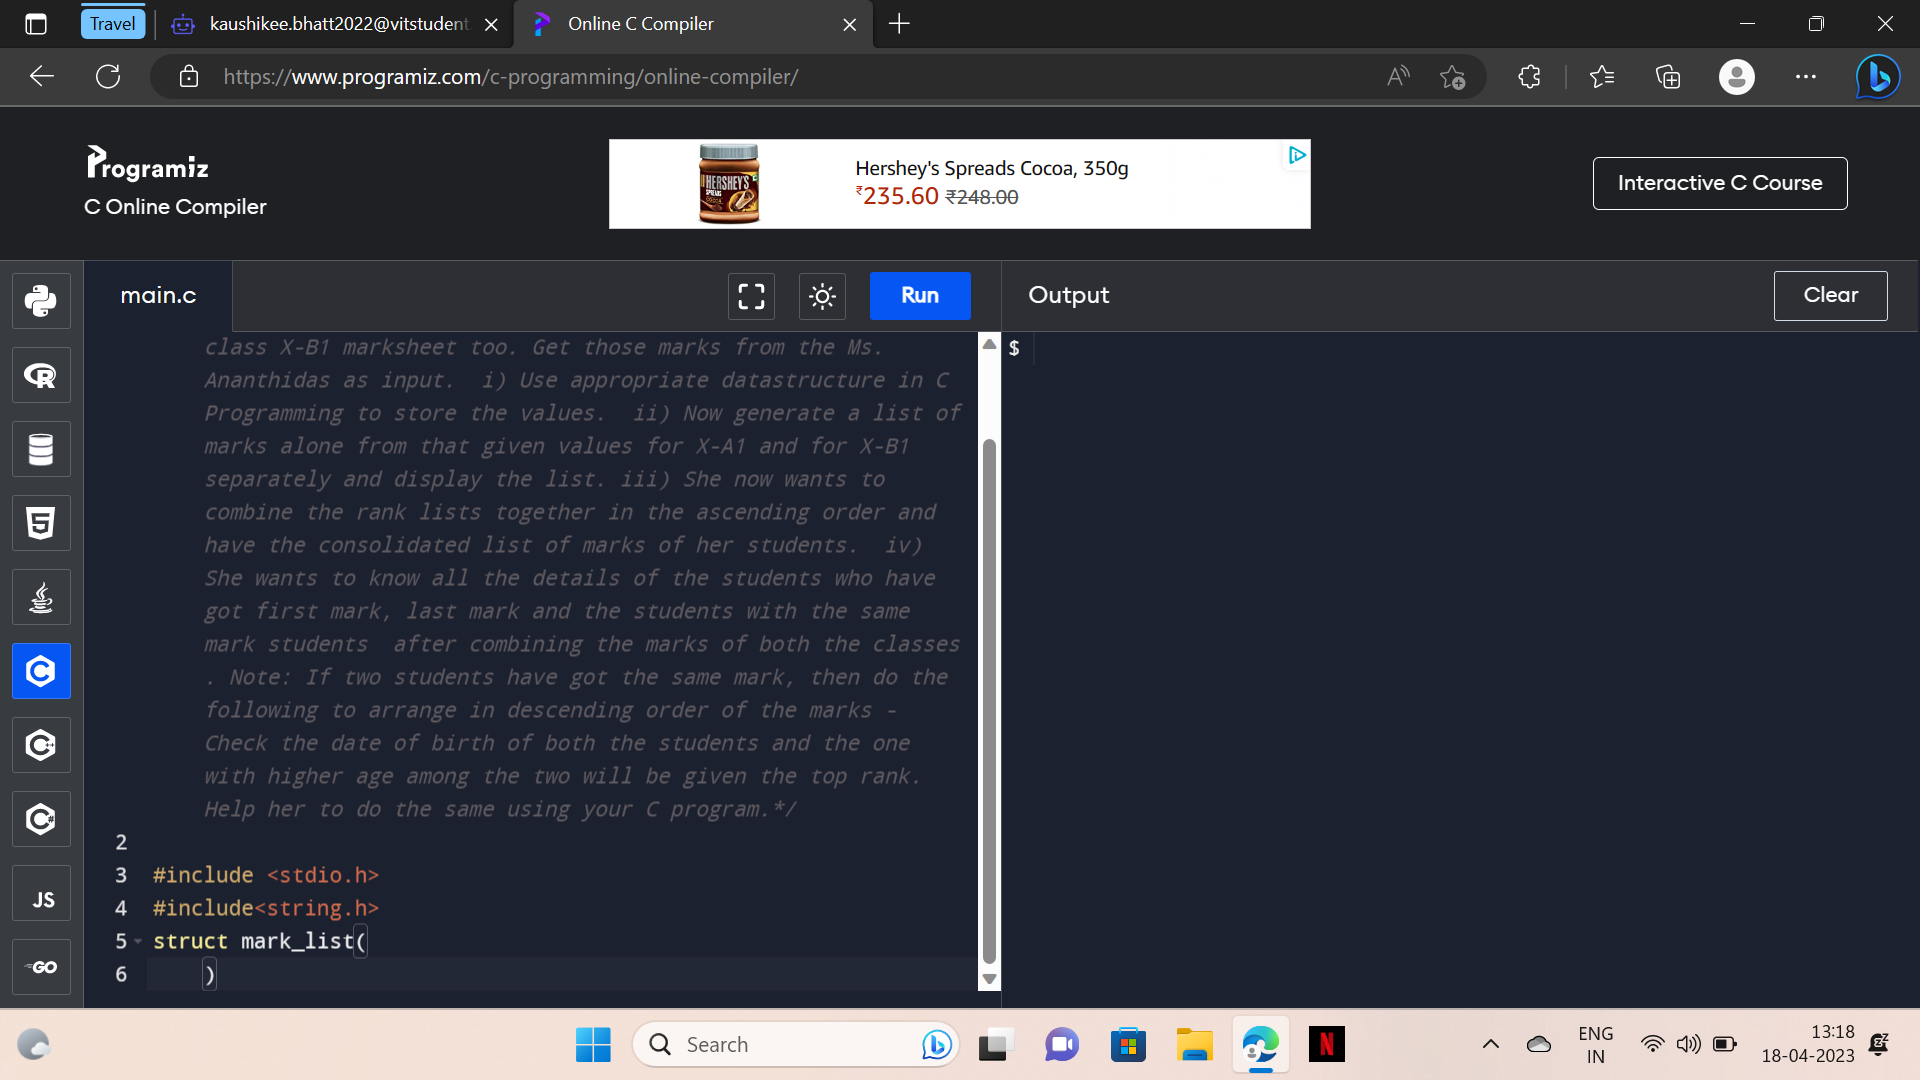 Travel
kaushikee.bhatt2022@vitstudent.
Online C Compiler
https://www.programiz.com/c-programming/online-compiler/
Programiz
C Online Compiler
HERSHEY'S
SPREADS
COCOA
Hershey's Spreads Cocoa, 350g
₹235.60 ₹248.00
Interactive C Course
main.c
Run
Output
Clear
class X-B1 marksheet too. Get those marks from the Ms.
Ananthidas as input.  i) Use appropriate datastructure in C
Programming to store the values.  ii) Now generate a list of
marks alone from that given values for X-A1 and for X-B1
separately and display the list. iii) She now wants to
combine the rank lists together in the ascending order and
have the consolidated list of marks of her students.  iv)
She wants to know all the details of the students who have
got first mark, last mark and the students with the same
mark students  after combining the marks of both the classes
. Note: If two students have got the same mark, then do the
following to arrange in descending order of the marks -
Check the date of birth of both the students and the one
with higher age among the two will be given the top rank.
Help her to do the same using your C program.*/
2
3 #include <stdio.h>
4 #include<string.h>
5 struct mark_list(
6 )
$
R
5
C
C++
C#
JS
GO
Search
N
ENG
IN
13:18
18-04-2023